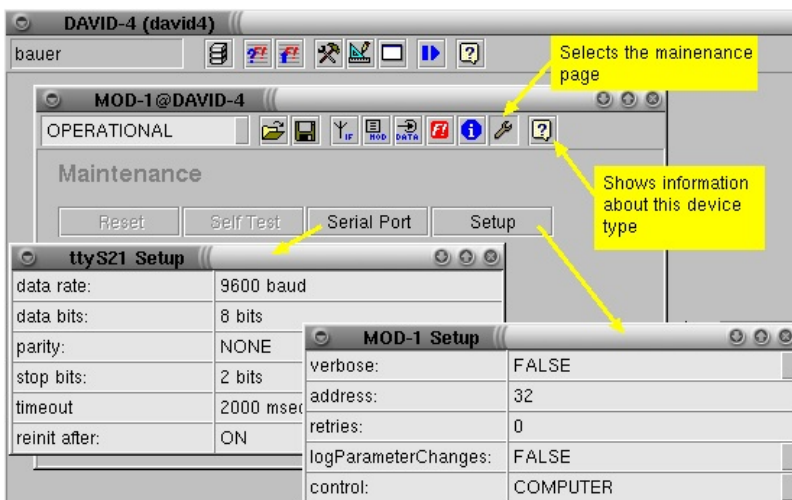 DAVID-4 (david4)
bauer
Selects the mainenance
page
MOD-1@DAVID-4
OPERATIONAL
IF
MOD
DATA
Maintenance
Shows information
about this device
type
Reset
Self Test
Serial Port
Setup
ttyS21 Setup
data rate: 9600 baud
data bits: 8 bits
parity: NONE
stop bits: 2 bits
timeout 2000 msec
reinit after: ON
MOD-1 Setup
verbose: FALSE
address: 32
retries: 0
logParameterChanges: FALSE
control: COMPUTER